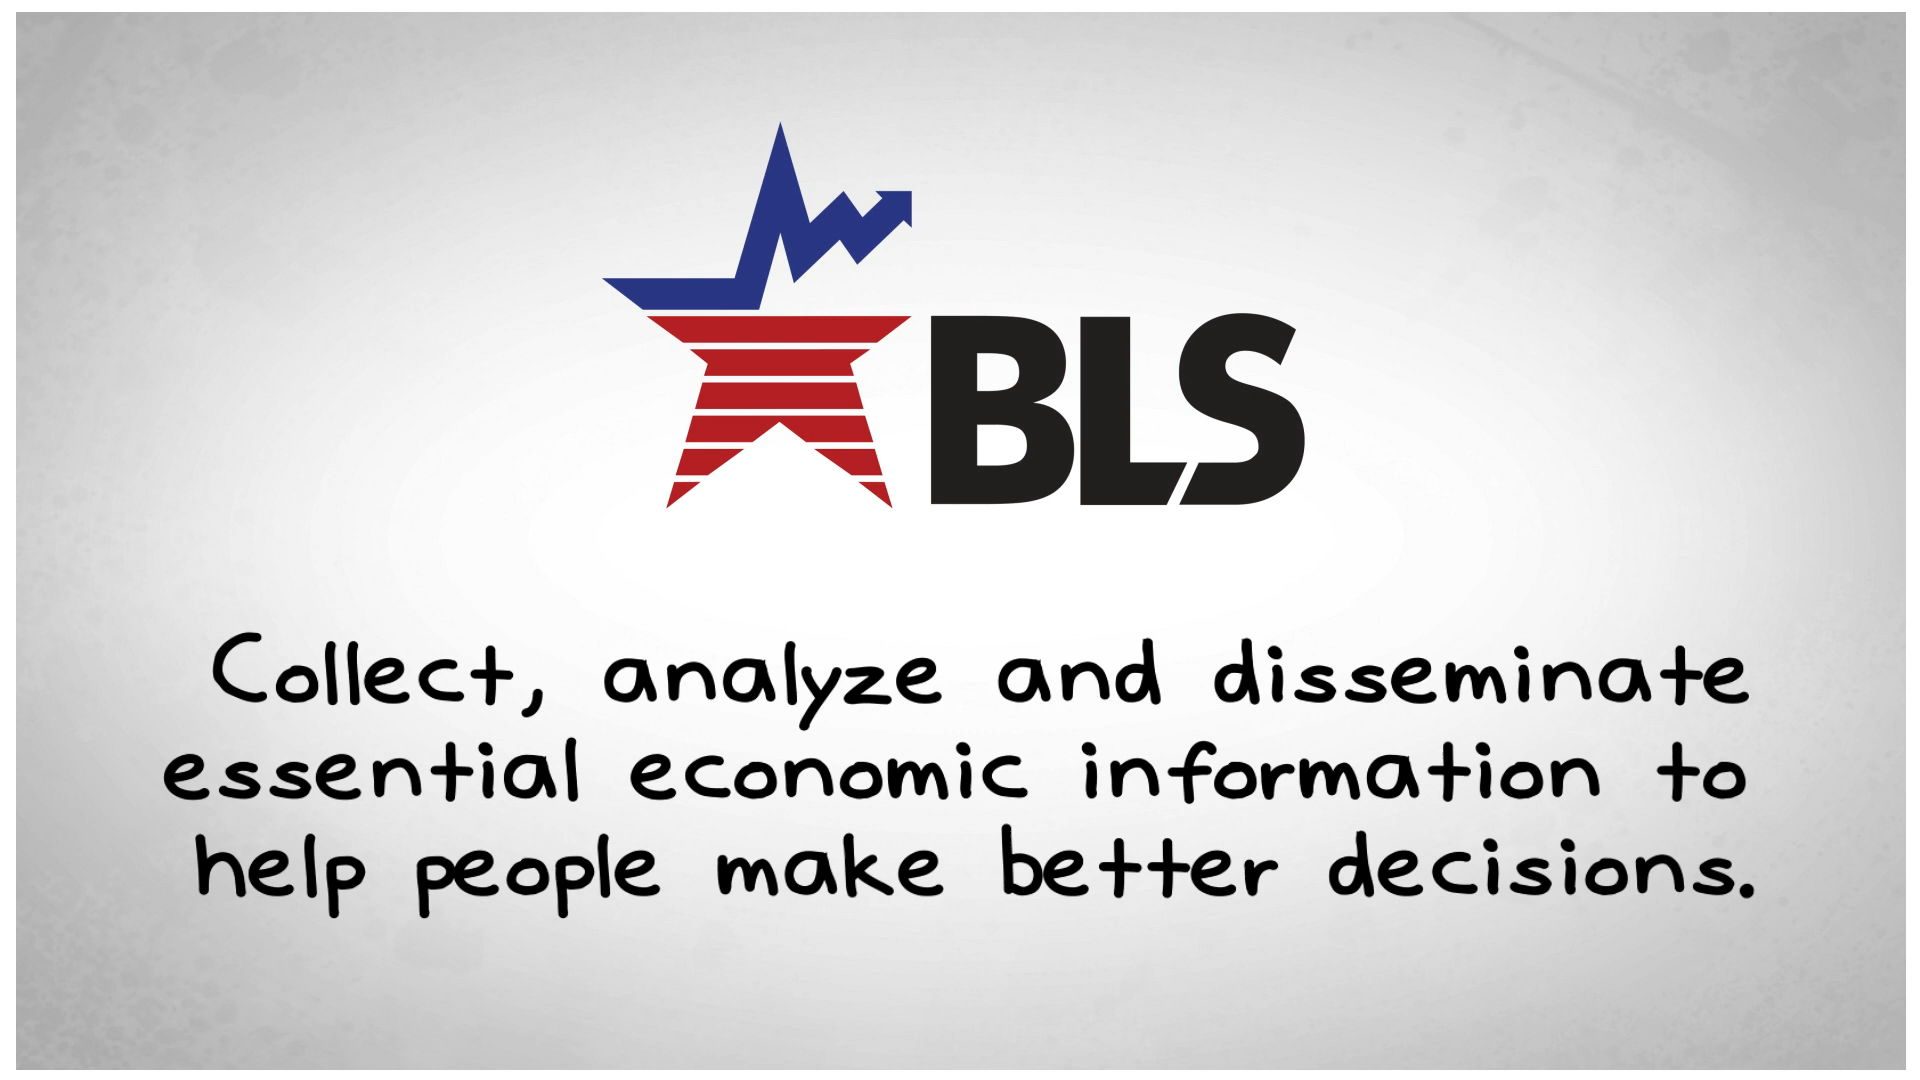 BLS
Collect, analyze and disseminate
essential economic information to
help people make better decisions.